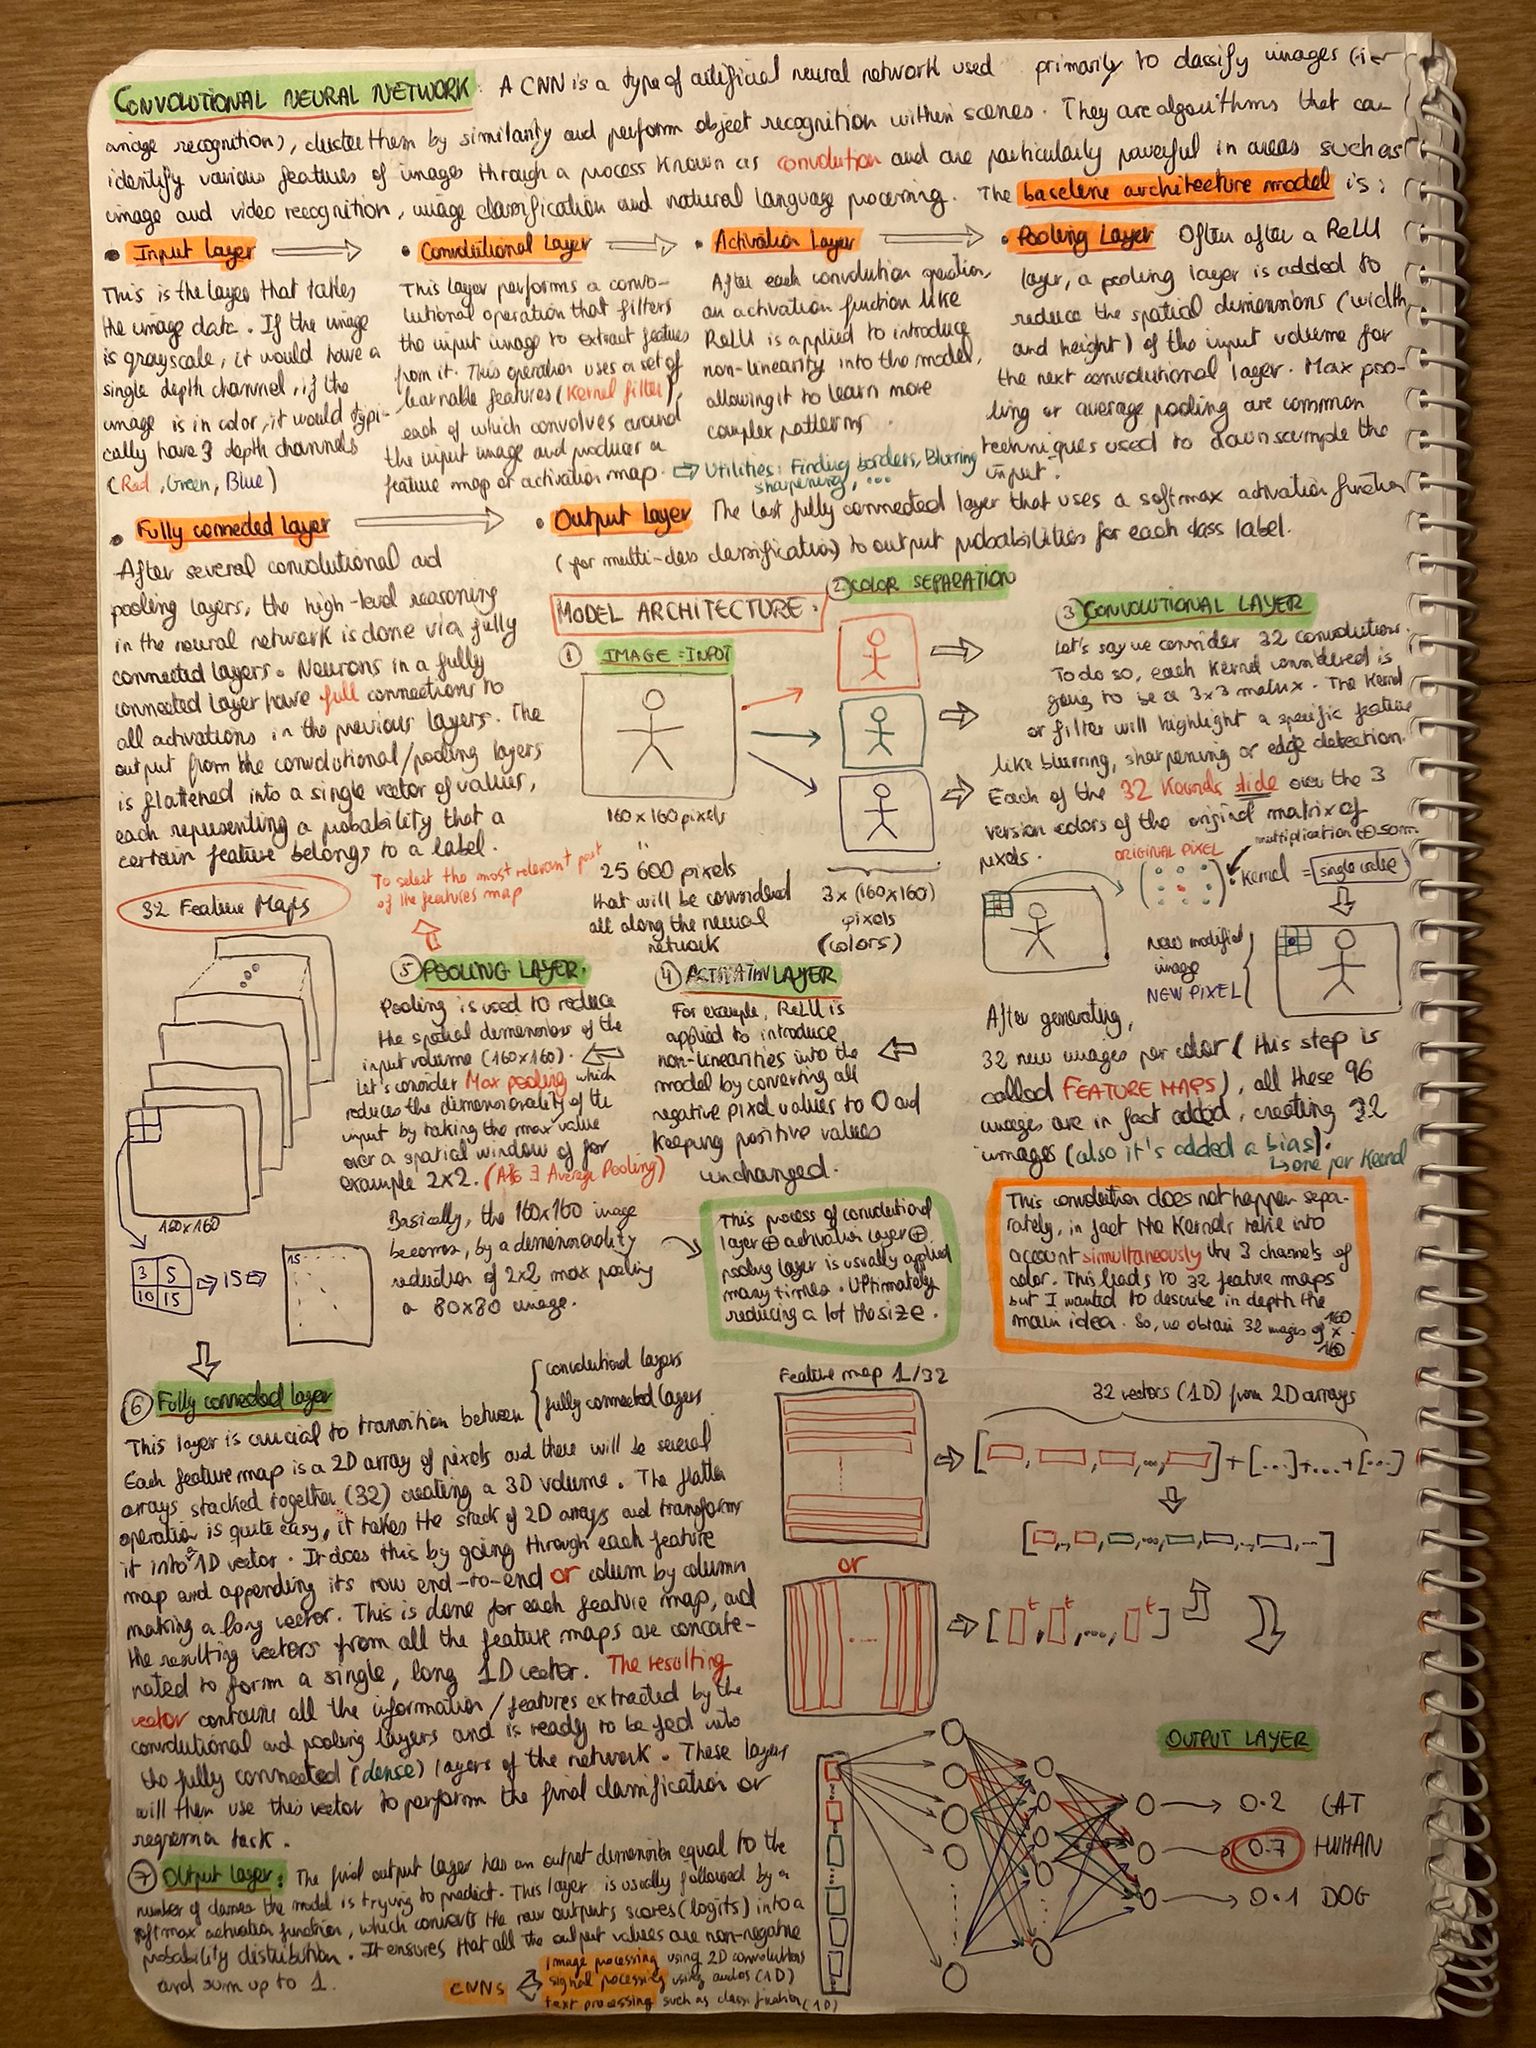 CONVOLUTIONAL NEURAL NETWORK: A CNN is a type of artificial neural network used primarily to classify images (i-e
image recognition), cluster them by similarity and perform object recognition within scenes. They are algorithms that can
identify various features of images through a process known as convolution and are particularly powerful in areas such as
image and video recognition, image classification and natural language processing. The baseline architecture model is:
• Input layer
This is the layer that takes
the image data. If the image
is grayscale, it would have a
single depth channel, if the
image is in color, it would typi-
cally have 3 depth channels
(Red, Green, Blue)
• Convolutional Layer
This layer performs a convo-
lutional operation that filters
the input image to extract features
from it. This operation uses a set of
learnable features (Kernel filter),
each of which convolves around
the input image and produces a
feature map or activation map. ⇨ Utilities: Finding borders, Blurring
sharpening, ...
• Activation Layer
After each convolution operation,
an activation function like
ReLU is applied to introduce
non-linearity into the model,
allowing it to learn more
complex patterns.
• Pooling Layer Often after a ReLU
layer, a pooling layer is added to
reduce the spatial dimensions (width
and height) of the input volume for
the next convolutional layer. Max poo-
ling or average pooling are common
techniques used to downsample the
input.
• Fully connected layer
After several convolutional and
pooling layers, the high-level reasoning
in the neural network is done via fully
connected layers. Neurons in a fully
connected layer have full connections to
all activations in the previous layers. The
output from the convolutional/pooling layers
is flattened into a single vector of values,
each representing a probability that a
certain feature belongs to a label.
• Output layer The last fully connected layer that uses a softmax activation function
(for multi-class classification) to output probabilities for each class label.
MODEL ARCHITECTURE.
① IMAGE = INPUT
160 x 160 pixels
"
25 600 pixels
that will be considered
all along the neural
network
② COLOR SEPARATION
3 x (160x160)
pixels
(colors)
③ CONVOLUTIONAL LAYER
Let's say we consider 32 convolutions.
To do so, each Kernel considered is
going to be a 3x3 matrix. The Kernel
or filter will highlight a specific feature
like blurring, sharpening or edge detection.
Each of the 32 Kernels slide over the 3
version colors of the original matrix of
pixels.
ORIGINAL PIXEL
multiplication ⊕ som
. Kernel = single value
New modified
image
NEW PIXEL
After generating,
32 new images per color (this step is
called FEATURE MAPS), all these 96
images are in fact added, creating 32
images (also it's added a bias).
↳ one per Kernel
This convolution does not happen sepa-
rately, in fact the Kernels take into
account simultaneously the 3 channels of
color. This leads to 32 feature maps
but I wanted to describe in depth the
main idea. So, we obtain 32 images of 160 x 160.
④ ACTIVATION LAYER
For example, ReLU is
applied to introduce
non-linearities into the
model by converting all
negative pixel values to 0 and
keeping positive values
unchanged.
This process of convolutional
layer ⊕ activation layer ⊕
pooling layer is usually applied
many times. Ultimately
reducing a lot the size.
To select the most relevant part
of the features map
⑤ POOLING LAYER.
Pooling is used to reduce
the spatial dimensions of the
input volume (160x160).
Let's consider Max pooling which
reduces the dimensionality of the
input by taking the max value
over a spatial window of for
example 2x2. (Also ∃ Average Pooling)
Basically, the 160x160 image
becomes, by a dimensionality
reduction of 2x2 max pooling
a 80x80 image.
32 Feature Maps
160x160
3 5
10 15
⇨ 15 ⇨
15
⑥ Fully connected layer
This layer is crucial to transition between { convolutional layers
fully connected layers
Each feature map is a 2D array of pixels and there will be several
arrays stacked together (32) creating a 3D volume. The flatten
operation is quite easy, it takes the stack of 2D arrays and transforms
it into a 1D vector. It does this by going through each feature
map and appending its row end-to-end or colum by column
making a long vector. This is done for each feature map, and
the resulting vectors from all the feature maps are concate-
nated to form a single, long 1D vector. The resulting
vector contains all the information/features extracted by the
convolutional and pooling layers and is ready to be fed into
the fully connected (dense) layers of the network. These layers
will then use this vector to perform the final classification or
regression task.
Feature map 1/32
or
32 vectors (1D) from 2D arrays
[ , , , ..., ] + [...] + ... + [...]
[ , .., , , ..., , , .., , ...]
[ t, t, ..., t ]
⑦ Output layer: The final output layer has an output dimension equal to the
number of classes the model is trying to predict. This layer is usually followed by a
softmax activation function, which converts the raw outputs scores (logits) into a
probability distribution. It ensures that all the output values are non-negative
and sum up to 1.
CNNs
image processing using 2D convolutions
signal processing using audios (1D)
text processing such as classification (1D)
OUTPUT LAYER
0.2 CAT
0.7 HUMAN
0.1 DOG